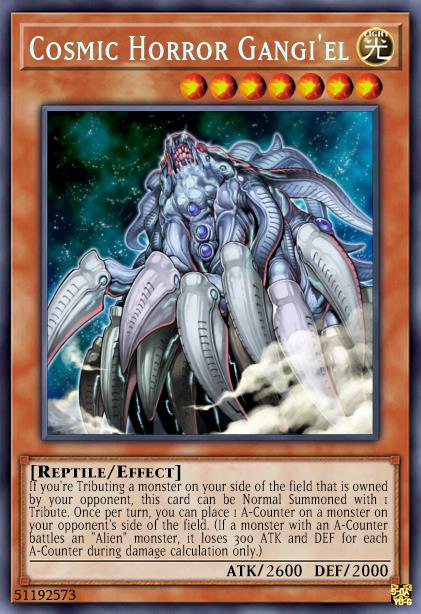 Cosmic Horror Gangi'el
LIGHT
光
[Reptile/Effect]
If you're Tributing a monster on your side of the field that is owned
by your opponent, this card can be Normal Summoned with 1
Tribute. Once per turn, you can place 1 A-Counter on a monster on
your opponent's side of the field. (If a monster with an A-Counter
battles an "Alien" monster, it loses 300 ATK and DEF for each
A-Counter during damage calculation only.)
ATK/2600 DEF/2000
51192573